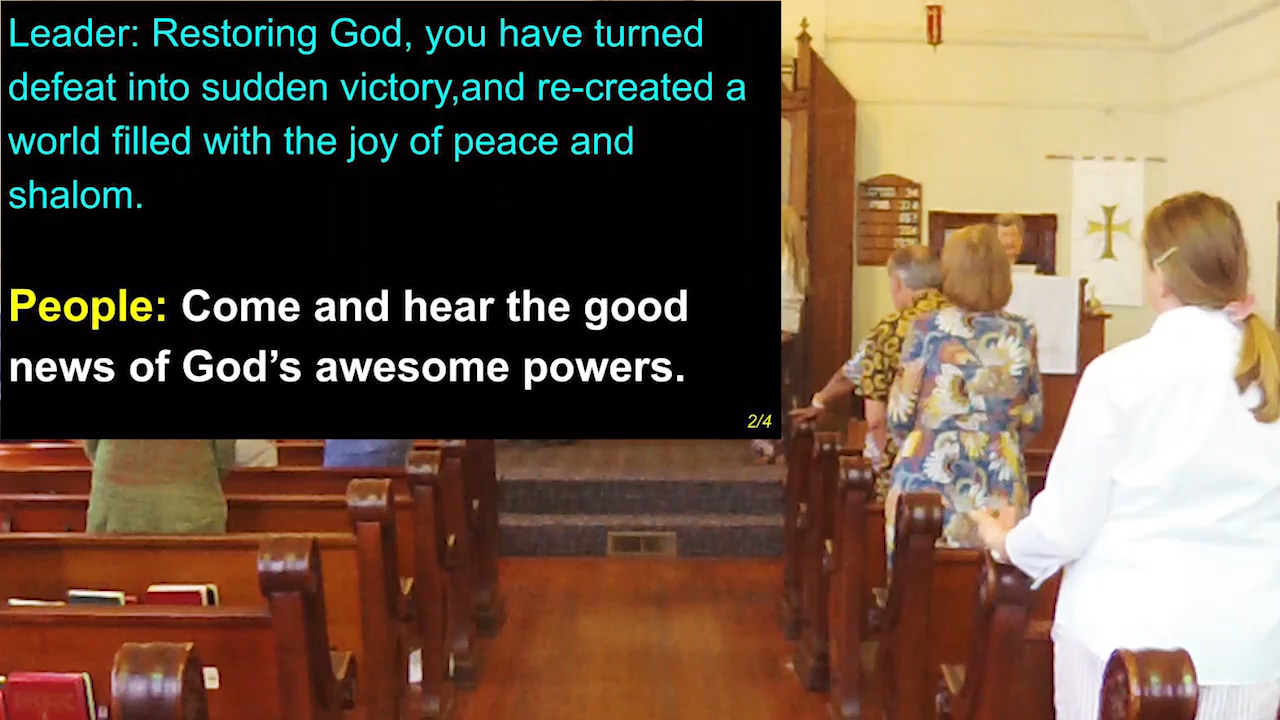 Leader: Restoring God, you have turned
defeat into sudden victory,and re-created a
world filled with the joy of peace and
shalom.
People: Come and hear the good
news of God’s awesome powers.
2/4